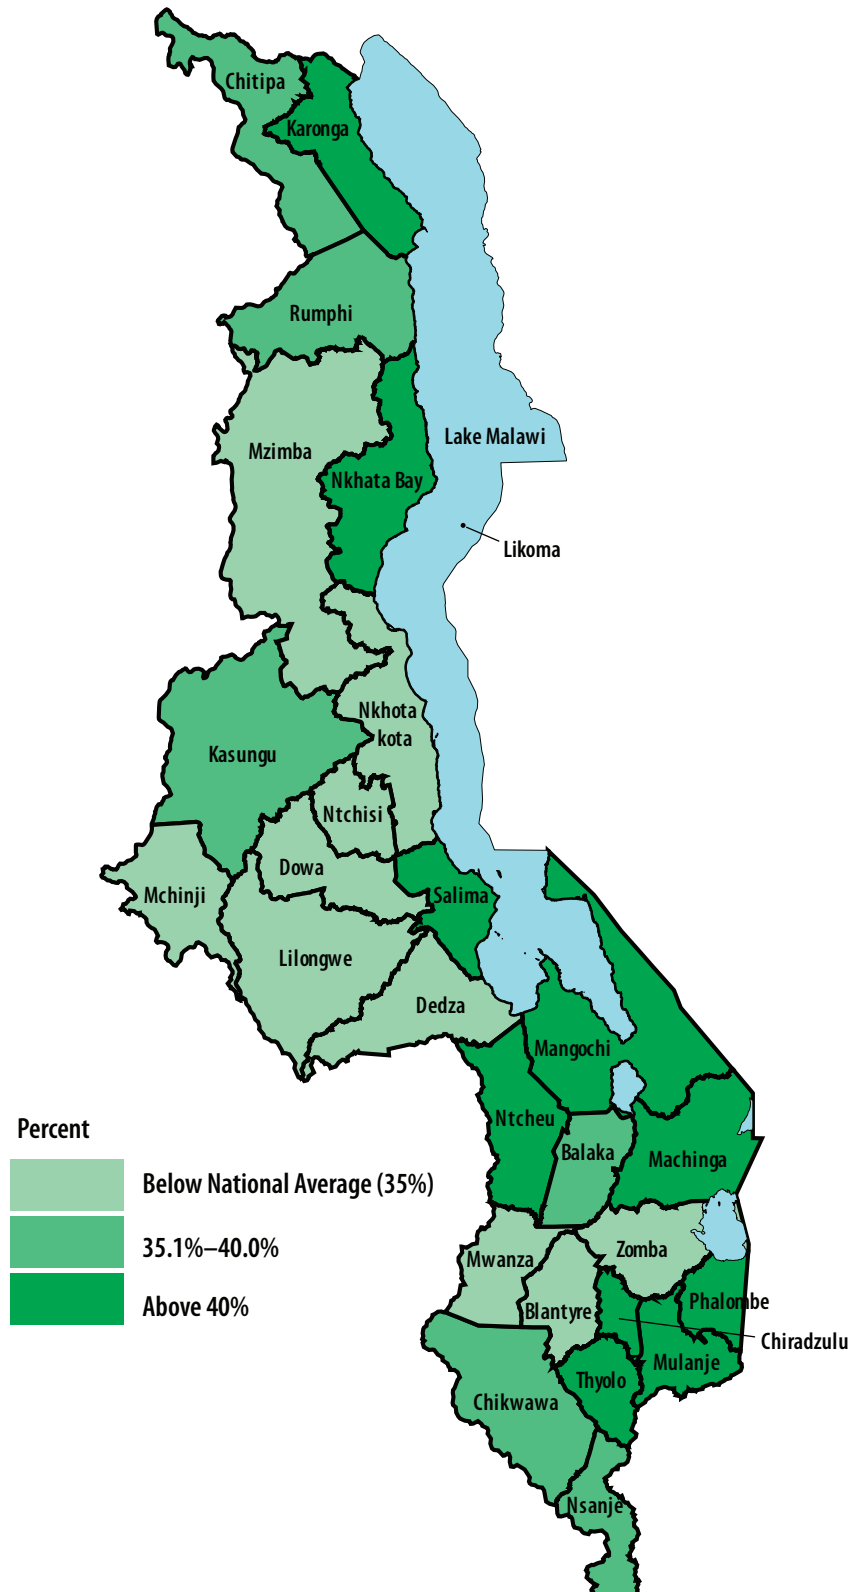 Chitipa
Karonga
Rumphi
Lake Malawi
Mzimba
Nkhata Bay
Likoma
Nkhota
kota
Kasungu
Ntchisi
Dowa
Mchinji
Salima
Lilongwe
Dedza
Mangochi
Ntcheu
Balaka
Machinga
Percent
Below National Average (35%)
35.1%–40.0%
Above 40%
Zomba
Mwanza
Blantyre
Phalombe
Chiradzulu
Mulanje
Thyolo
Chikwawa
Nsanje